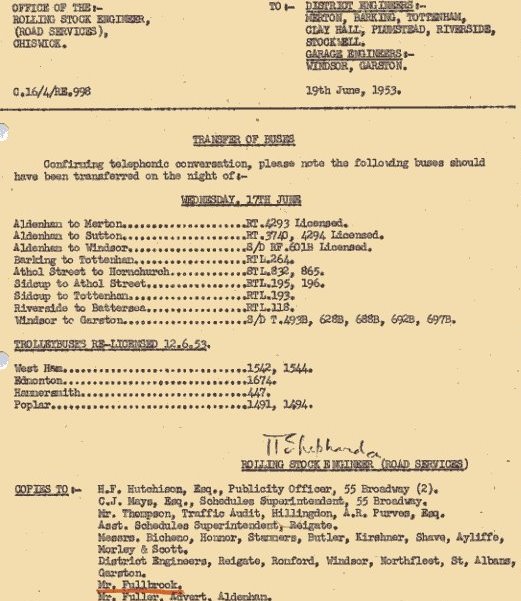 OFFICE OF THE:-
ROLLING STOCK ENGINEER,
(ROAD SERVICES),
CHISWICK.
TO :- DISTRICT ENGINEERS:-
MERTON, BARKING, TOTTENHAM,
CLAY HALL, PLUMSTEAD, RIVERSIDE,
STOCKWELL.
GARAGE ENGINEERS:-
WINDSOR, GARSTON.
C.16/4/RE.998
19th June, 1953.
TRANSFER OF BUSES
Confirming telephonic conversation, please note the following buses should
have been transferred on the night of:-
WEDNESDAY, 17TH JUNE
Aldenham to Merton.......................RT.4293 Licensed.
Aldenham to Sutton.......................RT.3740, 4294 Licensed.
Aldenham to Windsor......................S/D RF.601B Licensed.
Barking to Tottenham.....................RTL.264.
Athol Street to Hornchurch...............STL.832, 865.
Sidcup to Athol Street...................RTL.195, 196.
Sidcup to Tottenham......................RTL.193.
Riverside to Battersea...................RTL.118.
Windsor to Garston.......................S/D T.493B, 628B, 688B, 692B, 697B.
TROLLEYBUSES RE-LICENSED 12.6.53.
West Ham.................................1542, 1544.
Edmonton.................................1674.
Hammersmith..............................447.
Poplar...................................1491, 1494.
ROLLING STOCK ENGINEER (ROAD SERVICES)
COPIES TO :- H.F. Hutchison, Esq., Publicity Officer, 55 Broadway (2).
C.J. Mays, Esq., Schedules Superintendent, 55 Broadway.
Mr. Thompson, Traffic Audit, Hillingdon, A.R. Purves, Esq.
Asst. Schedules Superintendent, Reigate.
Messrs. Bicheno, Honnor, Stammers, Butler, Kirshner, Shave, Ayliffe,
Morley & Scott.
District Engineers, Reigate, Romford, Windsor, Northfleet, St, Albans,
Garston.
Mr. Fullbrook.
Mr. Fuller, Advert. Aldenham.